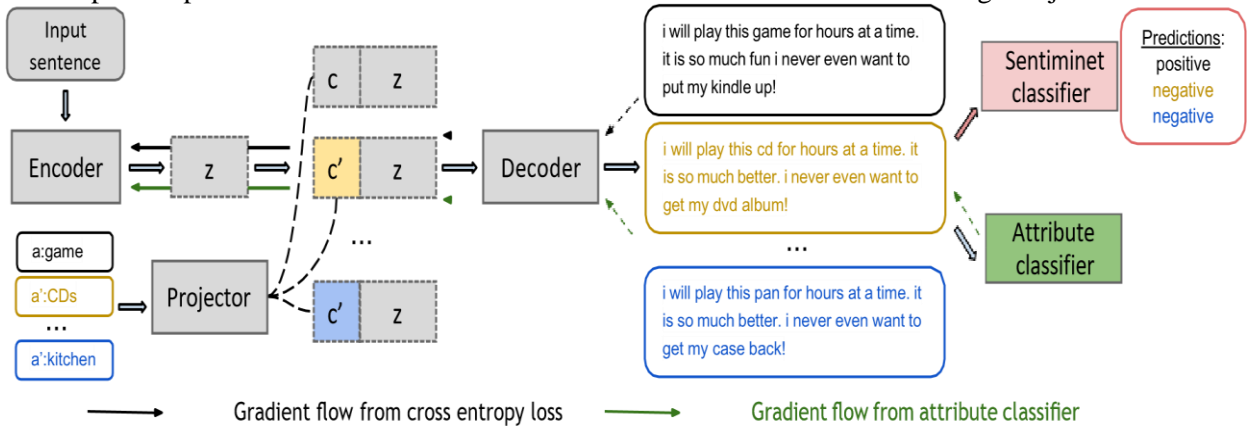 Input
sentence
Encoder
z
c
z
c'
z
...
c'
z
a:game
a':CDs
...
a':kitchen
Projector
Decoder
i will play this game for hours at a time.
it is so much fun i never even want to
put my kindle up!
i will play this cd for hours at a time. it
is so much better. i never even want to
get my dvd album!
...
i will play this pan for hours at a time. it
is so much better. i never even want to
get my case back!
Sentiminet
classifier
Predictions:
positive
negative
negative
Attribute
classifier
Gradient flow from cross entropy loss
Gradient flow from attribute classifier